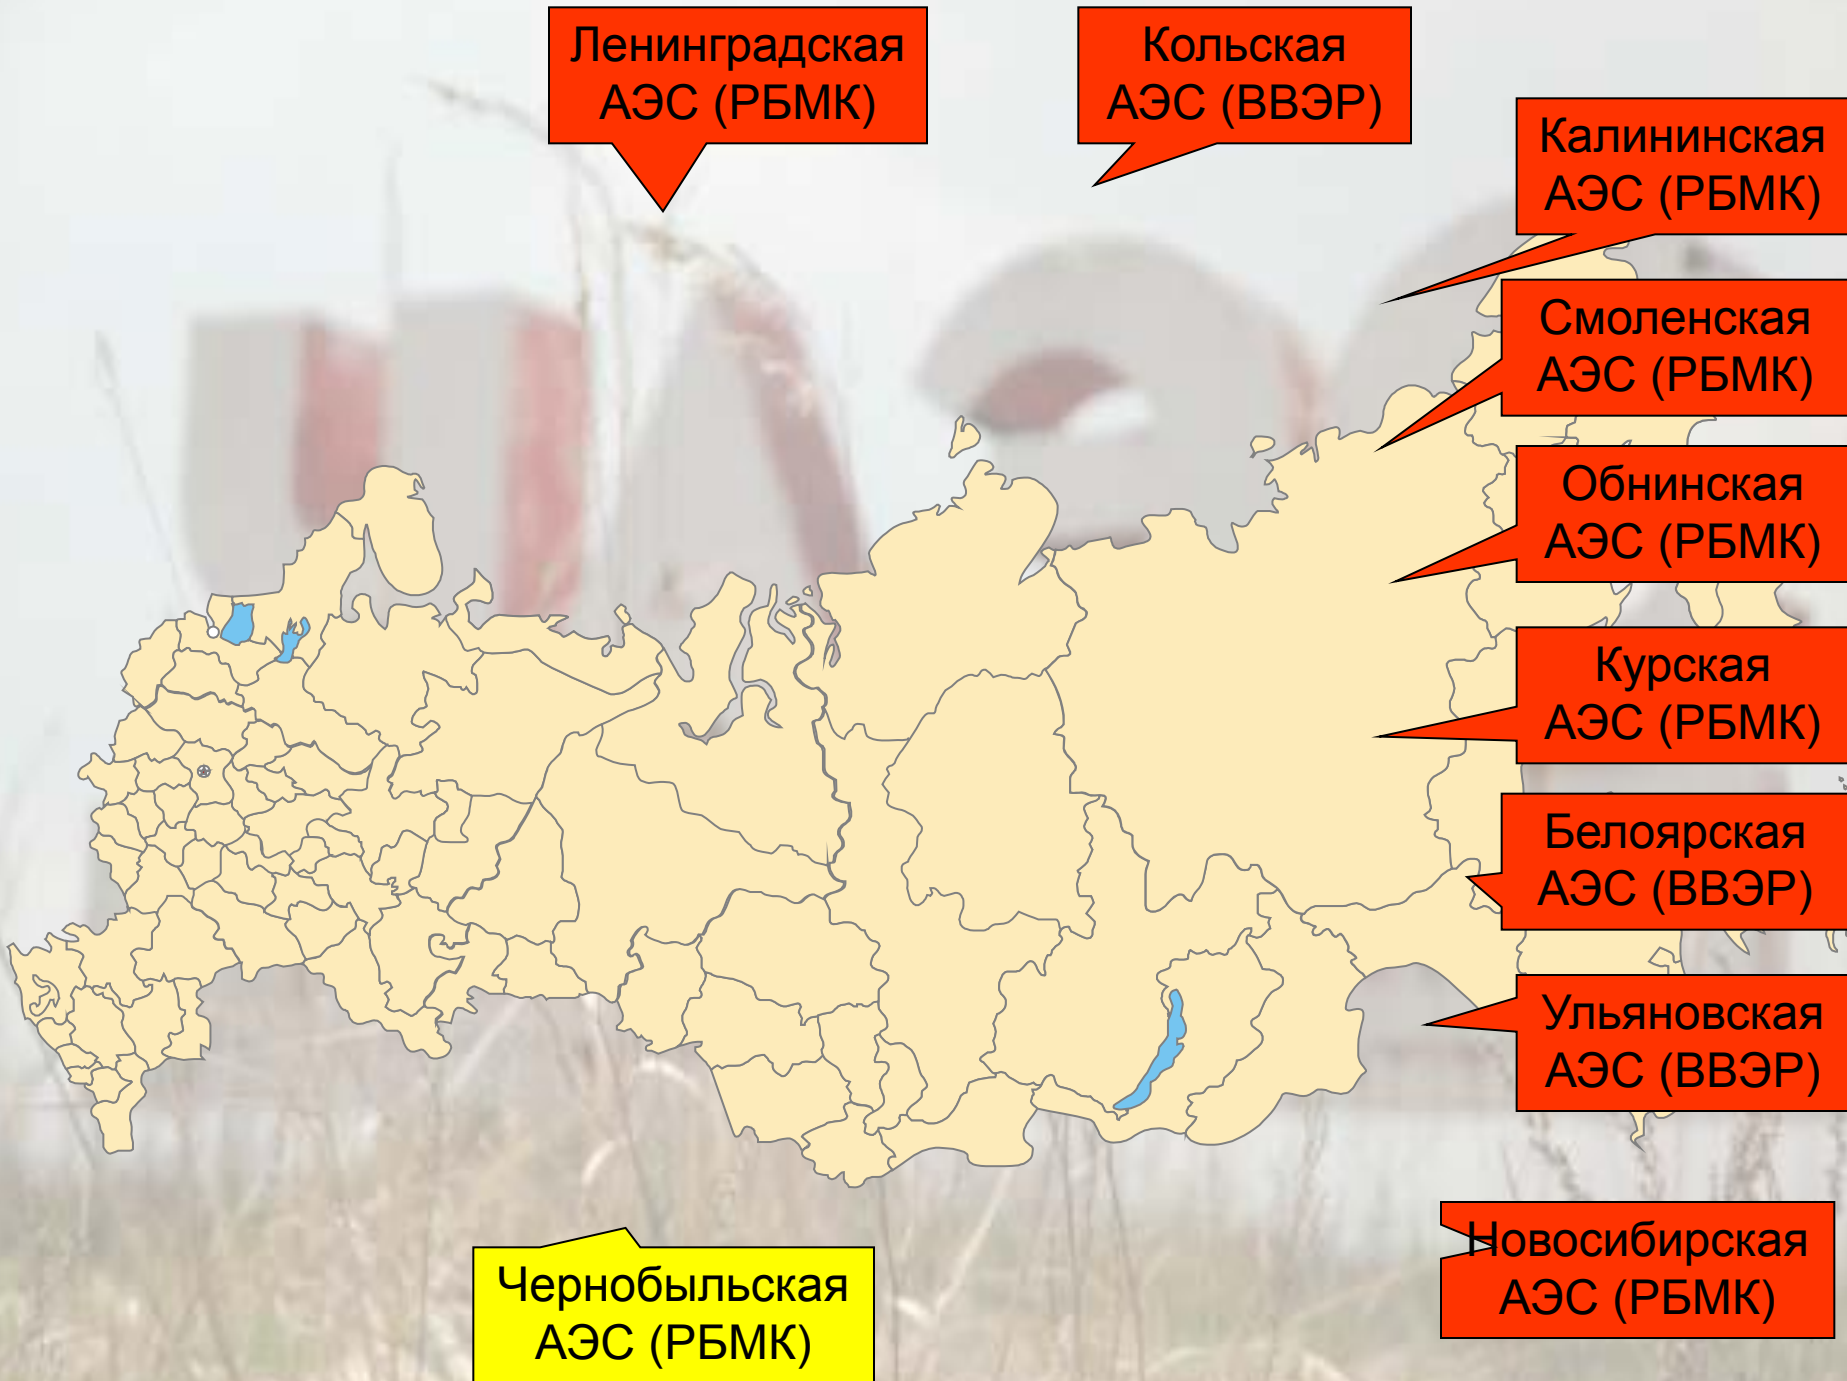 Ленинградская
АЭС (РБМК)
Кольская
АЭС (ВВЭР)
Калининская
АЭС (РБМК)
Смоленская
АЭС (РБМК)
Обнинская
АЭС (РБМК)
Курская
АЭС (РБМК)
Белоярская
АЭС (ВВЭР)
Ульяновская
АЭС (ВВЭР)
Новосибирская
АЭС (РБМК)
Чернобыльская
АЭС (РБМК)